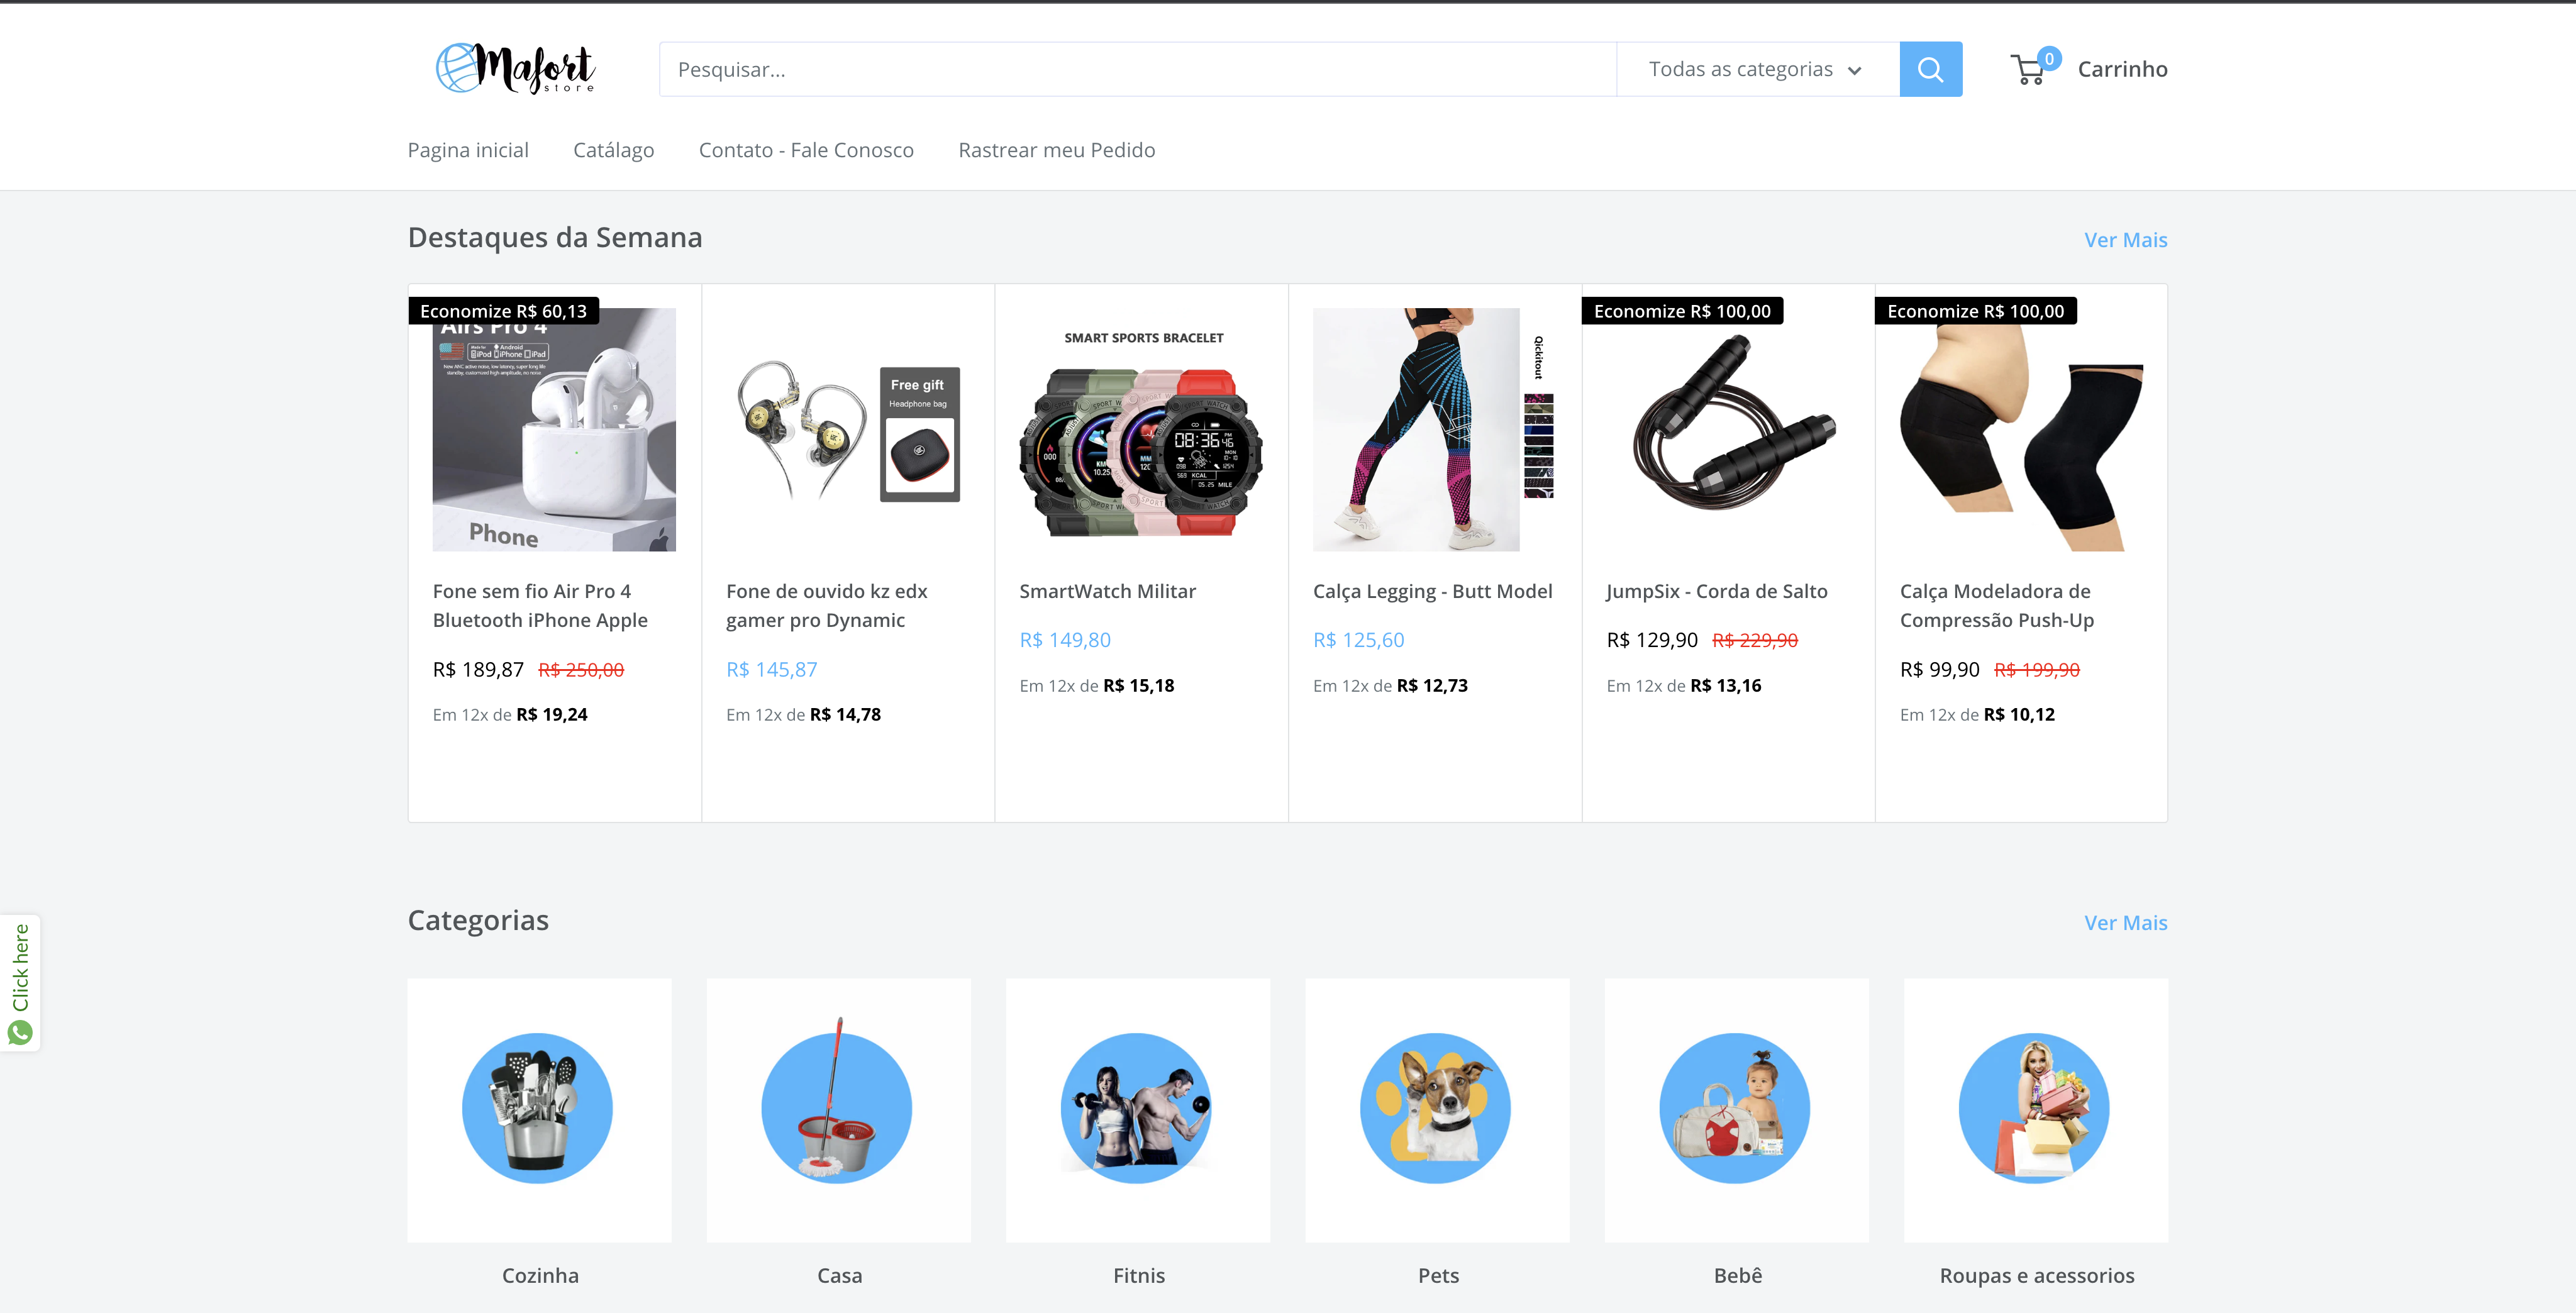 Mafort
store
Pesquisar...
Todas as categorias
0
Carrinho
Pagina inicial
Catálago
Contato - Fale Conosco
Rastrear meu Pedido
Destaques da Semana
Ver Mais
Economize R$ 60,13
Airs Pro 4
Android
iPod iPhone iPad
Phone
Fone sem fio Air Pro 4
Bluetooth iPhone Apple
R$ 189,87 R$ 250,00
Em 12x de R$ 19,24
Free gift
Headphone bag
Fone de ouvido kz edx
gamer pro Dynamic
R$ 145,87
Em 12x de R$ 14,78
SMART SPORTS BRACELET
08:36
SmartWatch Militar
R$ 149,80
Em 12x de R$ 15,18
Qickitout
Calça Legging - Butt Model
R$ 125,60
Em 12x de R$ 12,73
Economize R$ 100,00
JumpSix - Corda de Salto
R$ 129,90 R$ 229,90
Em 12x de R$ 13,16
Economize R$ 100,00
Calça Modeladora de
Compressão Push-Up
R$ 99,90 R$ 199,90
Em 12x de R$ 10,12
Click here
Categorias
Ver Mais
Cozinha
Casa
Fitnis
Pets
Bebê
Roupas e acessorios